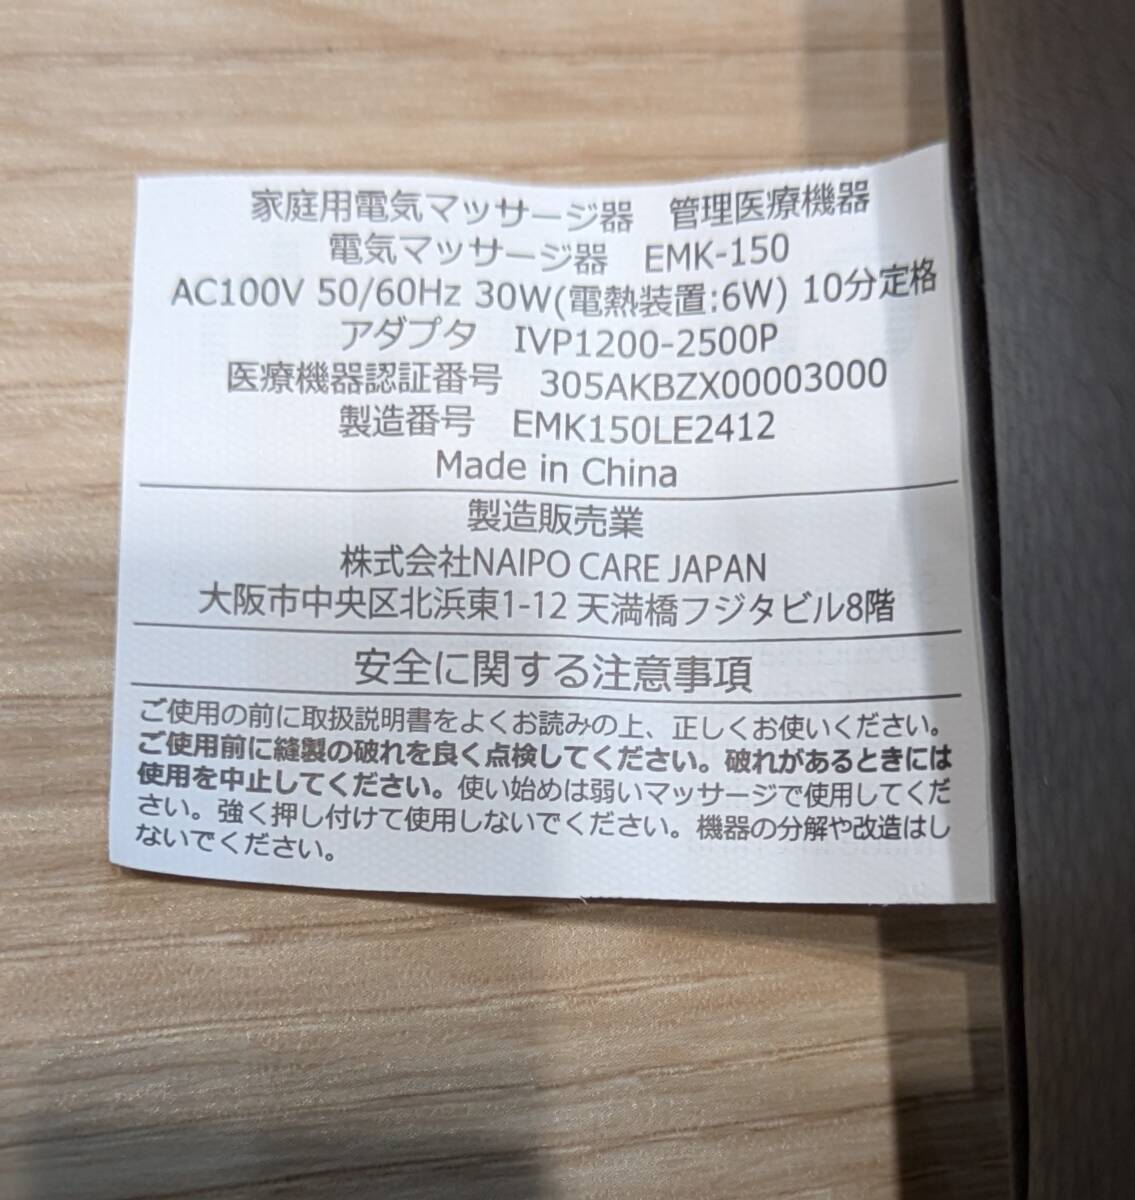 家庭用電気マッサージ器　管理医療機器
電気マッサージ器　EMK-150
AC100V 50/60Hz 30W(電熱装置:6W) 10分定格
アダプタ　IVP1200-2500P
医療機器認証番号　305AKBZX00003000
製造番号　EMK150LE2412
Made in China
製造販売業
株式会社NAIPO CARE JAPAN
大阪市中央区北浜東1-12 天満橋フジタビル8階
安全に関する注意事項
ご使用の前に取扱説明書をよくお読みの上、正しくお使いください。
ご使用前に縫製の破れを良く点検してください。破れがあるときには
使用を中止してください。使い始めは弱いマッサージで使用してくだ
さい。強く押し付けて使用しないでください。機器の分解や改造はし
ないでください。